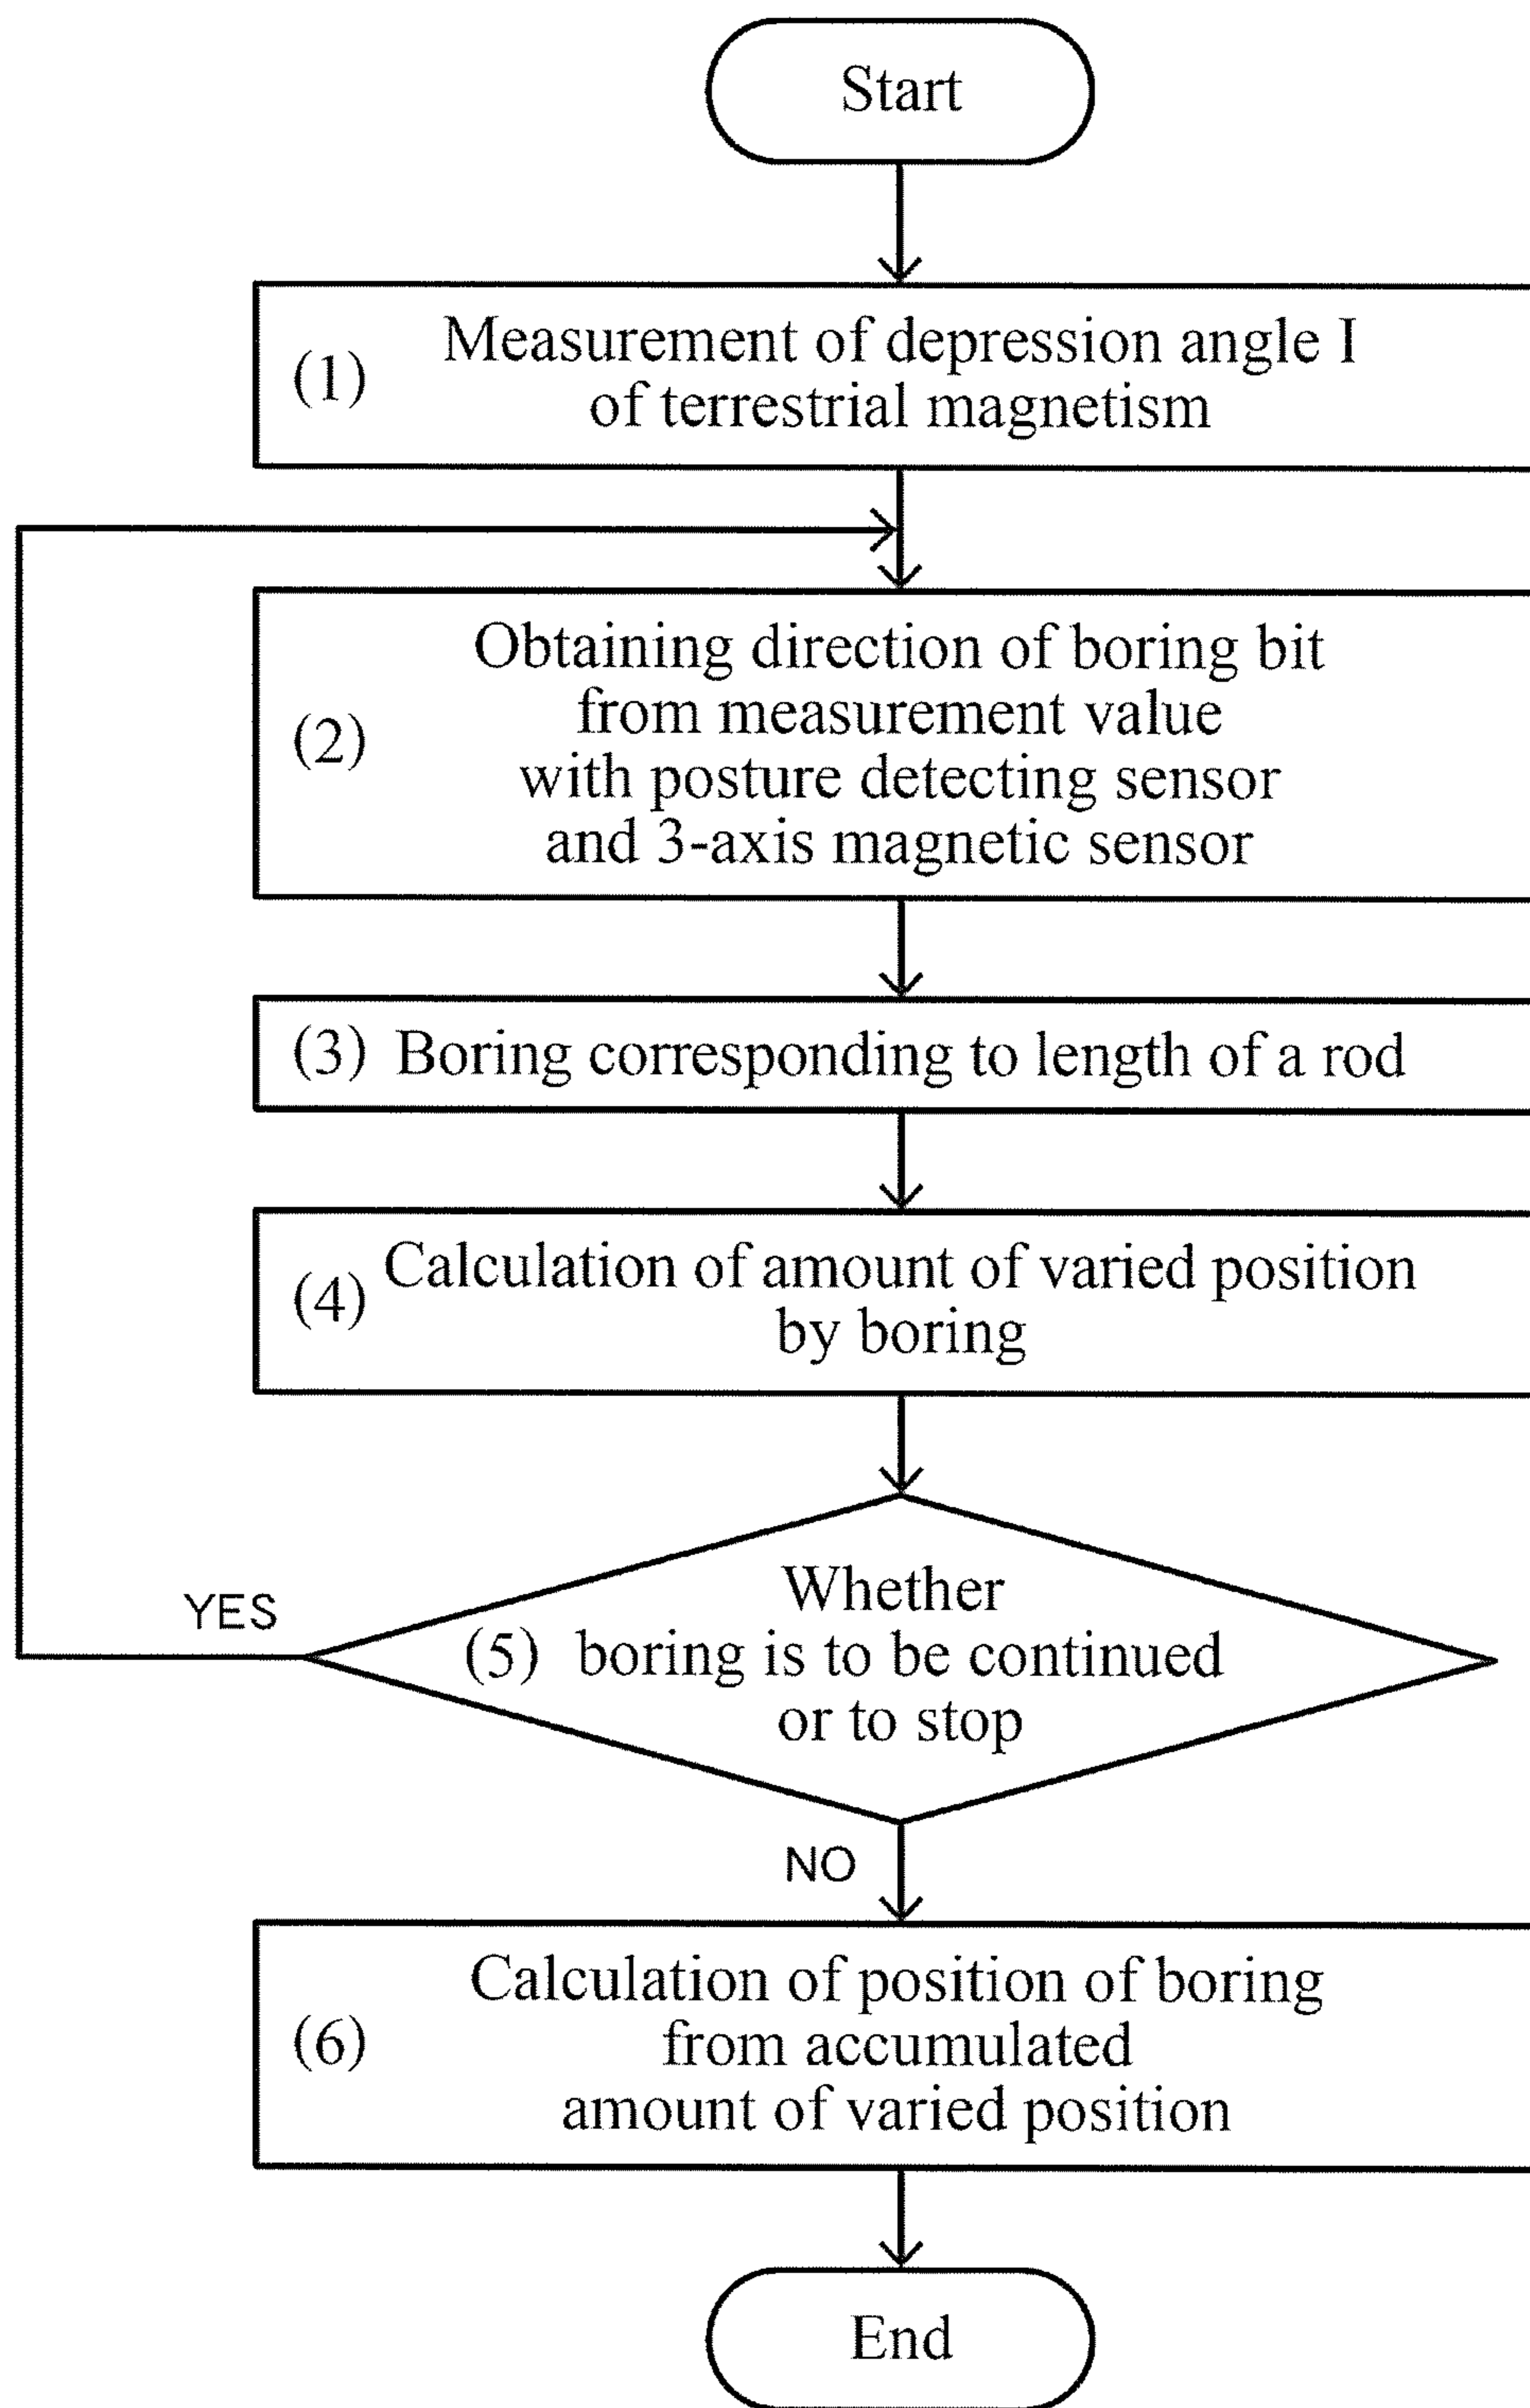 Start
(1) Measurement of depression angle I
of terrestrial magnetism
(2) Obtaining direction of boring bit
from measurement value
with posture detecting sensor
and 3-axis magnetic sensor
(3) Boring corresponding to length of a rod
(4) Calculation of amount of varied position
by boring
Whether
(5) boring is to be continued
or to stop
YES
NO
(6) Calculation of position of boring
from accumulated
amount of varied position
End